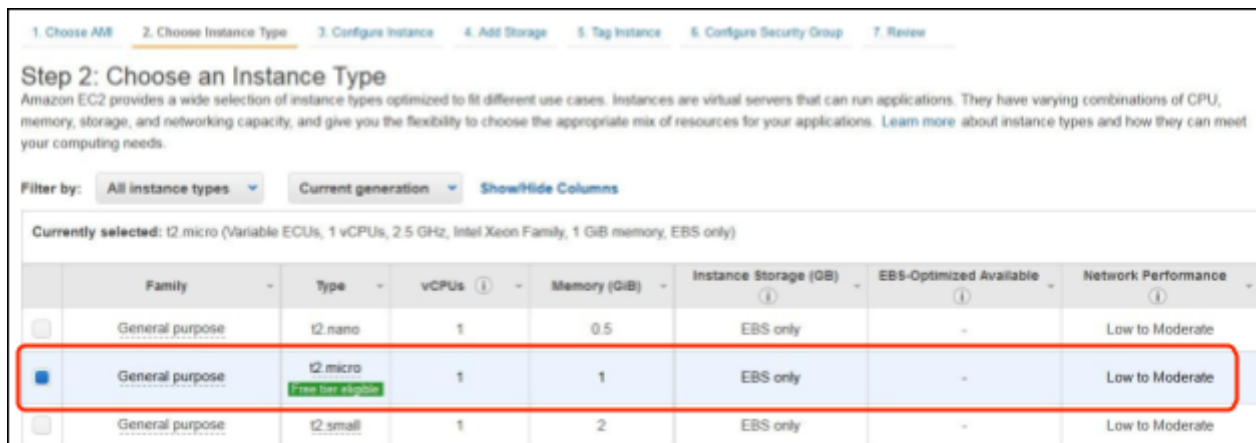 1. Choose AMI 2. Choose Instance Type 3. Configure Instance 4. Add Storage 5. Tag Instance 6. Configure Security Group 7. Review
Step 2: Choose an Instance Type
Amazon EC2 provides a wide selection of instance types optimized to fit different use cases. Instances are virtual servers that can run applications. They have varying combinations of CPU,
memory, storage, and networking capacity, and give you the flexibility to choose the appropriate mix of resources for your applications. Learn more about instance types and how they can meet
your computing needs.
Filter by: All instance types Current generation Show/Hide Columns
Currently selected: t2.micro (Variable ECUs, 1 vCPUs, 2.5 GHz, Intel Xeon Family, 1 GiB memory, EBS only)
Family Type vCPUs Memory (GiB) Instance Storage (GB) EBS-Optimized Available Network Performance
General purpose t2.nano 1 0.5 EBS only - Low to Moderate
General purpose t2.micro 1 1 EBS only - Low to Moderate
Free tier eligible
General purpose t2.small 1 2 EBS only - Low to Moderate